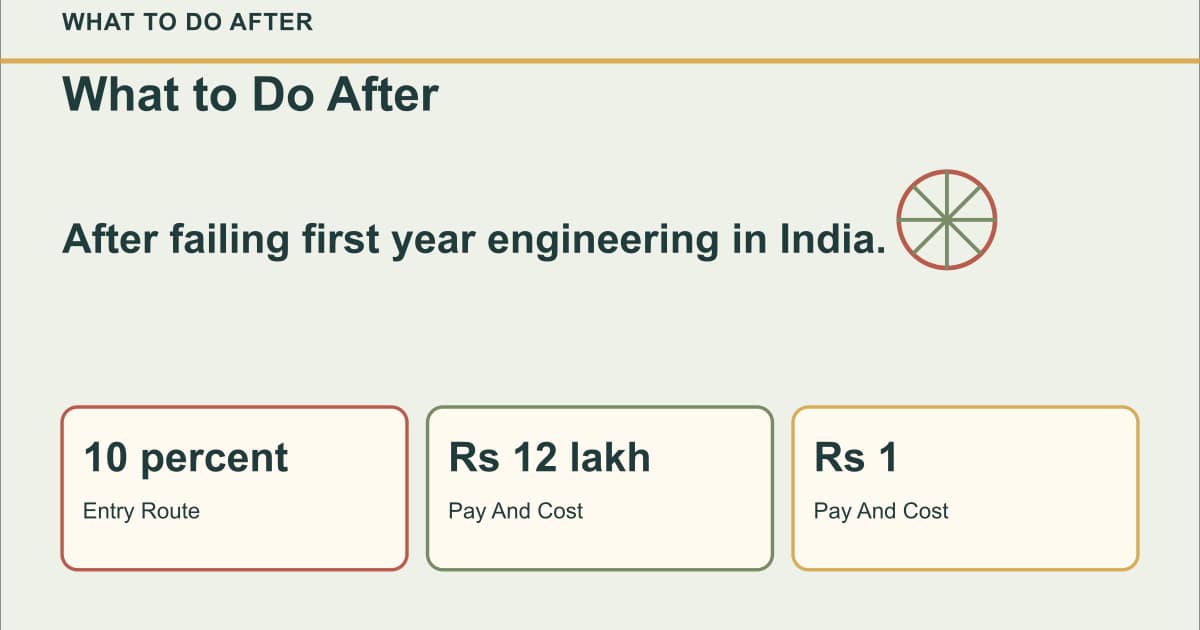 WHAT TO DO AFTER
What to Do After
After failing first year engineering in India.
10 percent
Entry Route
Rs 12 lakh
Pay And Cost
Rs 1
Pay And Cost